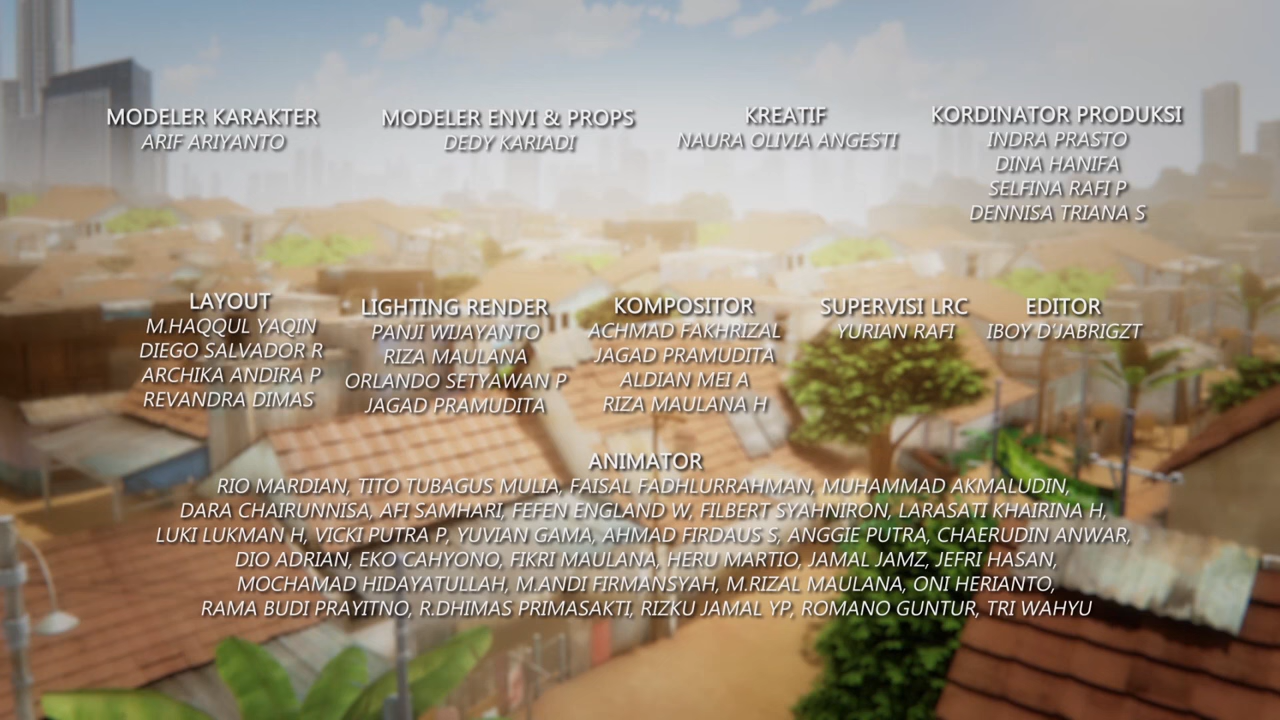 MODELER KARAKTER
ARIF ARIYANTO
MODELER ENVI & PROPS
DEDY KARIADI
KREATIF
NAURA OLIVIA ANGESTI
KORDINATOR PRODUKSI
INDRA PRASTO
DINA HANIFA
SELFINA RAFI P
DENNISA TRIANA S
LAYOUT
M.HAQQUL YAQIN
DIEGO SALVADOR R
ARCHIKA ANDIRA P
REVANDRA DIMAS
LIGHTING RENDER
PANJI WIJAYANTO
RIZA MAULANA
ORLANDO SETYAWAN P
JAGAD PRAMUDITA
KOMPOSITOR
ACHMAD FAKHRIZAL
JAGAD PRAMUDITA
ALDIAN MEI A
RIZA MAULANA H
SUPERVISI LRC
YURIAN RAFI
EDITOR
IBOY D'JABRIGZT
ANIMATOR
RIO MARDIAN, TITO TUBAGUS MULIA, FAISAL FADHLURRAHMAN, MUHAMMAD AKMALUDIN,
DARA CHAIRUNNISA, AFI SAMHARI, FEFEN ENGLAND W, FILBERT SYAHNIRON, LARASATI KHAIRINA H,
LUKI LUKMAN H, VICKI PUTRA P, YUVIAN GAMA, AHMAD FIRDAUS S, ANGGIE PUTRA, CHAERUDIN ANWAR,
DIO ADRIAN, EKO CAHYONO, FIKRI MAULANA, HERU MARTIO, JAMAL JAMZ, JEFRI HASAN,
MOCHAMAD HIDAYATULLAH, M.ANDI FIRMANSYAH, M.RIZAL MAULANA, ONI HERIANTO,
RAMA BUDI PRAYITNO, R.DHIMAS PRIMASAKTI, RIZKU JAMAL YP, ROMANO GUNTUR, TRI WAHYU